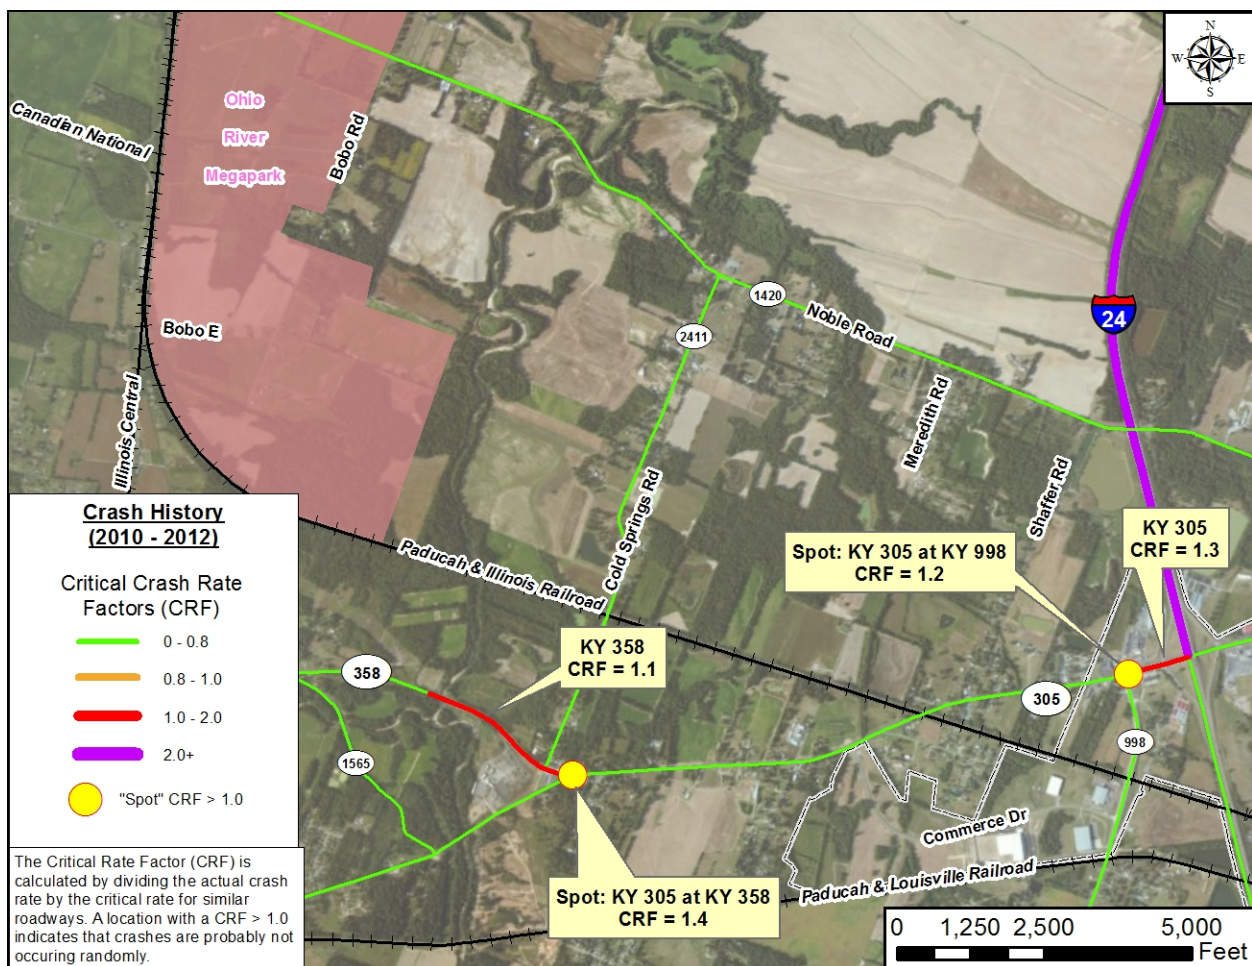 N
W E
S
Ohio
River
Megapark
Canadian National
Bobo Rd
Bobo E
Illinois Central
1420
Noble Road
2411
24
Meredith Rd
Shaffer Rd
Cold Springs Rd
Paducah & Illinois Railroad
Spot: KY 305 at KY 998
CRF = 1.2
KY 305
CRF = 1.3
KY 358
CRF = 1.1
358
305
998
1565
Commerce Dr
Paducah & Louisville Railroad
Spot: KY 305 at KY 358
CRF = 1.4
Crash History
(2010 - 2012)
Critical Crash Rate
Factors (CRF)
0 - 0.8
0.8 - 1.0
1.0 - 2.0
2.0+
"Spot" CRF > 1.0
The Critical Rate Factor (CRF) is
calculated by dividing the actual crash
rate by the critical rate for similar
roadways. A location with a CRF > 1.0
indicates that crashes are probably not
occuring randomly.
0 1,250 2,500 5,000
Feet